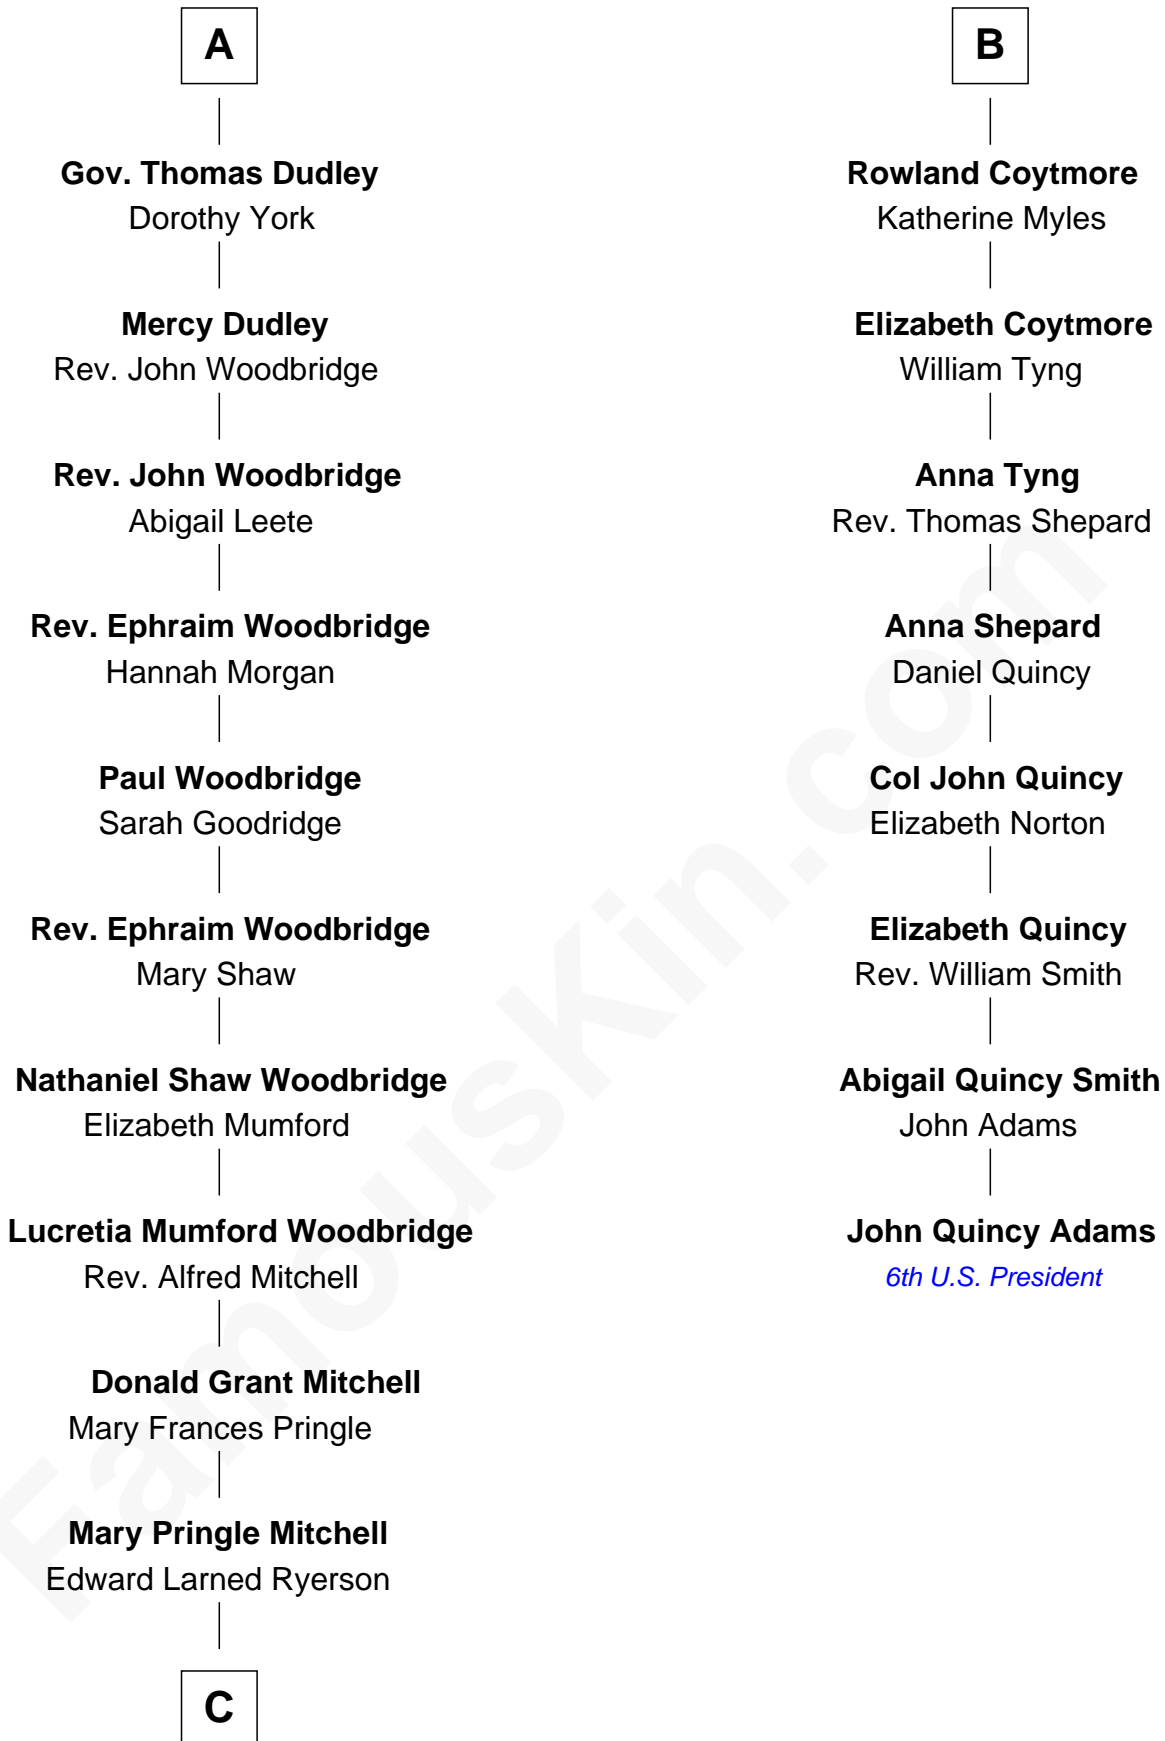 A
Gov. Thomas Dudley
Dorothy York
Mercy Dudley
Rev. John Woodbridge
Rev. John Woodbridge
Abigail Leete
Rev. Ephraim Woodbridge
Hannah Morgan
Paul Woodbridge
Sarah Goodridge
Rev. Ephraim Woodbridge
Mary Shaw
Nathaniel Shaw Woodbridge
Elizabeth Mumford
Lucretia Mumford Woodbridge
Rev. Alfred Mitchell
Donald Grant Mitchell
Mary Frances Pringle
Mary Pringle Mitchell
Edward Larned Ryerson
C
B
Rowland Coytmore
Katherine Myles
Elizabeth Coytmore
William Tyng
Anna Tyng
Rev. Thomas Shepard
Anna Shepard
Daniel Quincy
Col John Quincy
Elizabeth Norton
Elizabeth Quincy
Rev. William Smith
Abigail Quincy Smith
John Adams
John Quincy Adams
6th U.S. President
FamousKin.com